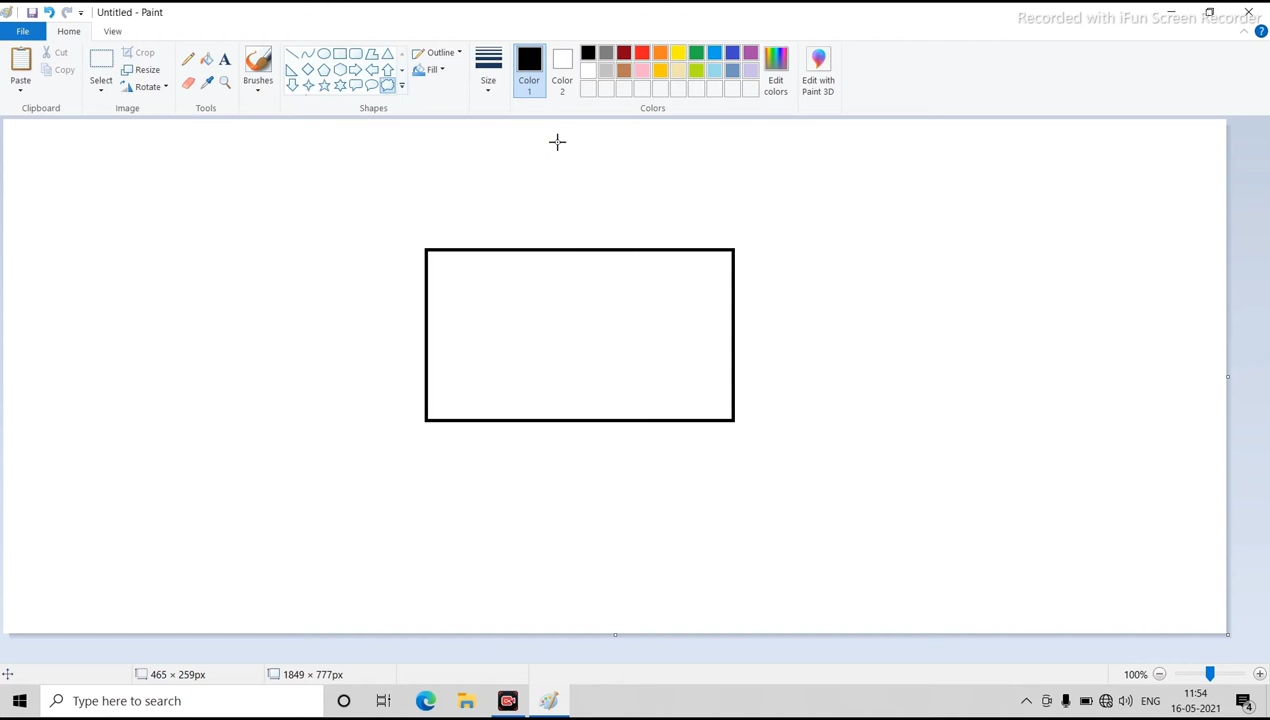 Untitled - Paint
Recorded with iFun Screen Recorder
File
Home
View
Paste
Cut
Copy
Clipboard
Select
Crop
Resize
Rotate
Image
A
Tools
Brushes
Outline
Fill
Shapes
Size
Color 1
Color 2
Colors
Edit colors
Edit with Paint 3D
465 × 259px
1849 × 777px
100%
Type here to search
ENG
11:54
16-05-2021
4